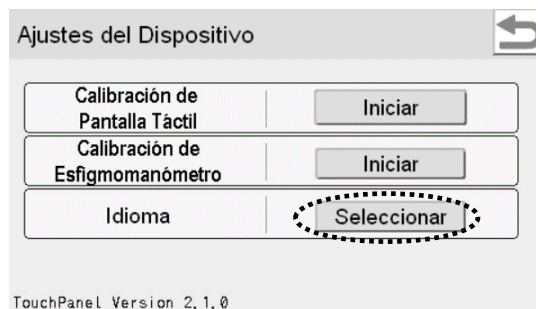 Ajustes del Dispositivo
Calibración de
Pantalla Táctil
Iniciar
Calibración de
Esfigmomanómetro
Iniciar
Idioma
Seleccionar
TouchPanel Version 2.1.0